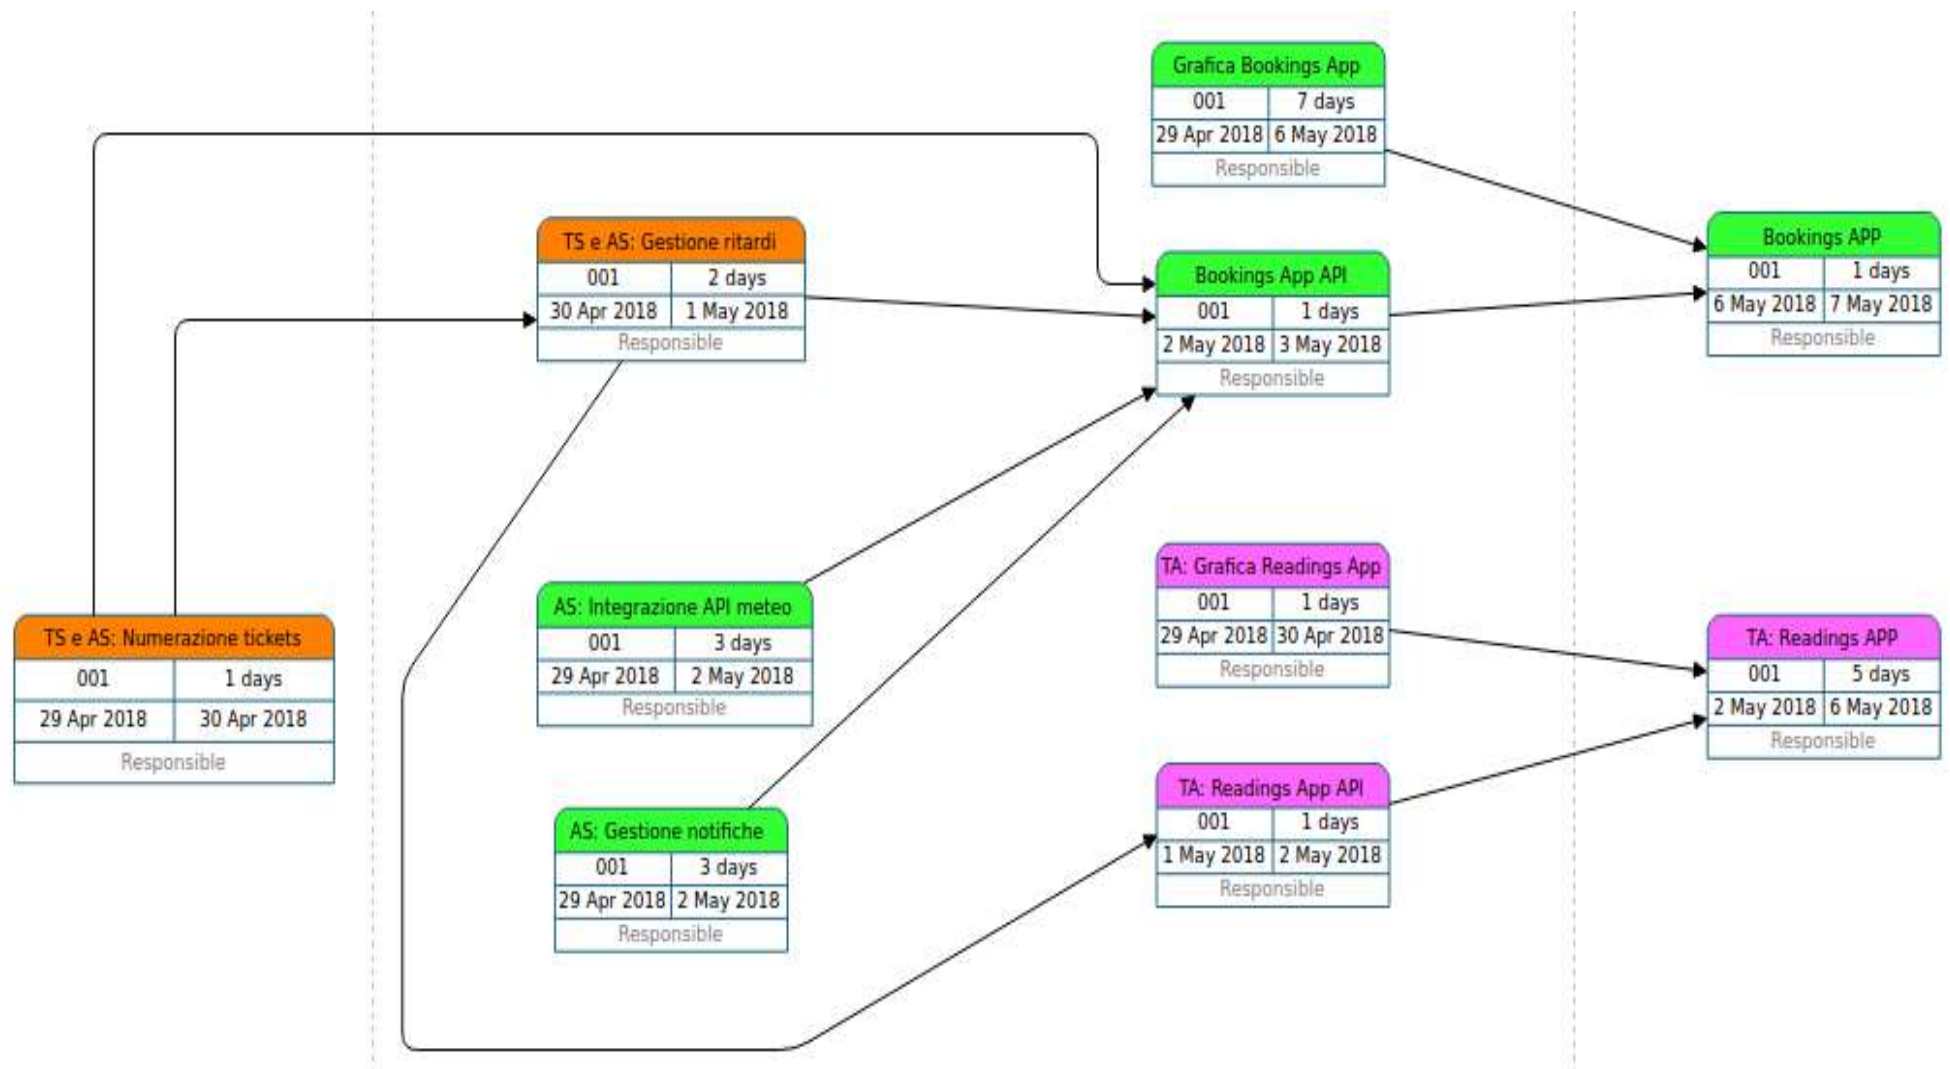 Grafica Bookings App
001 7 days
29 Apr 2018 6 May 2018
Responsible
TS e AS: Gestione ritardi
001 2 days
30 Apr 2018 1 May 2018
Responsible
Bookings App API
001 1 days
2 May 2018 3 May 2018
Responsible
Bookings APP
001 1 days
6 May 2018 7 May 2018
Responsible
TS e AS: Numerazione tickets
001 1 days
29 Apr 2018 30 Apr 2018
Responsible
AS: Integrazione API meteo
001 3 days
29 Apr 2018 2 May 2018
Responsible
TA: Grafica Readings App
001 1 days
29 Apr 2018 30 Apr 2018
Responsible
TA: Readings APP
001 5 days
2 May 2018 6 May 2018
Responsible
AS: Gestione notifiche
001 3 days
29 Apr 2018 2 May 2018
Responsible
TA: Readings App API
001 1 days
1 May 2018 2 May 2018
Responsible